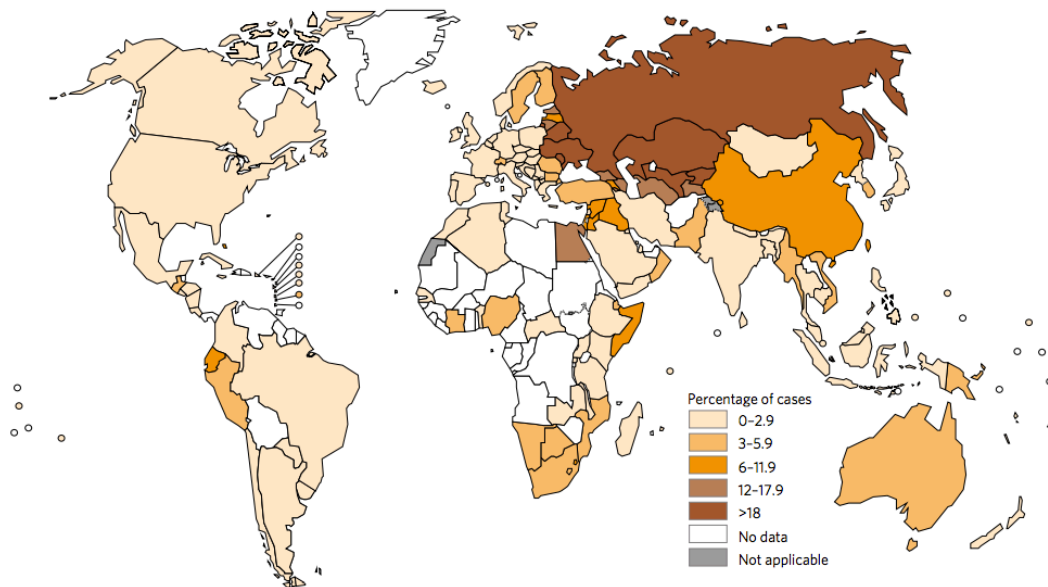 Percentage of cases
0–2.9
3–5.9
6–11.9
12–17.9
>18
No data
Not applicable